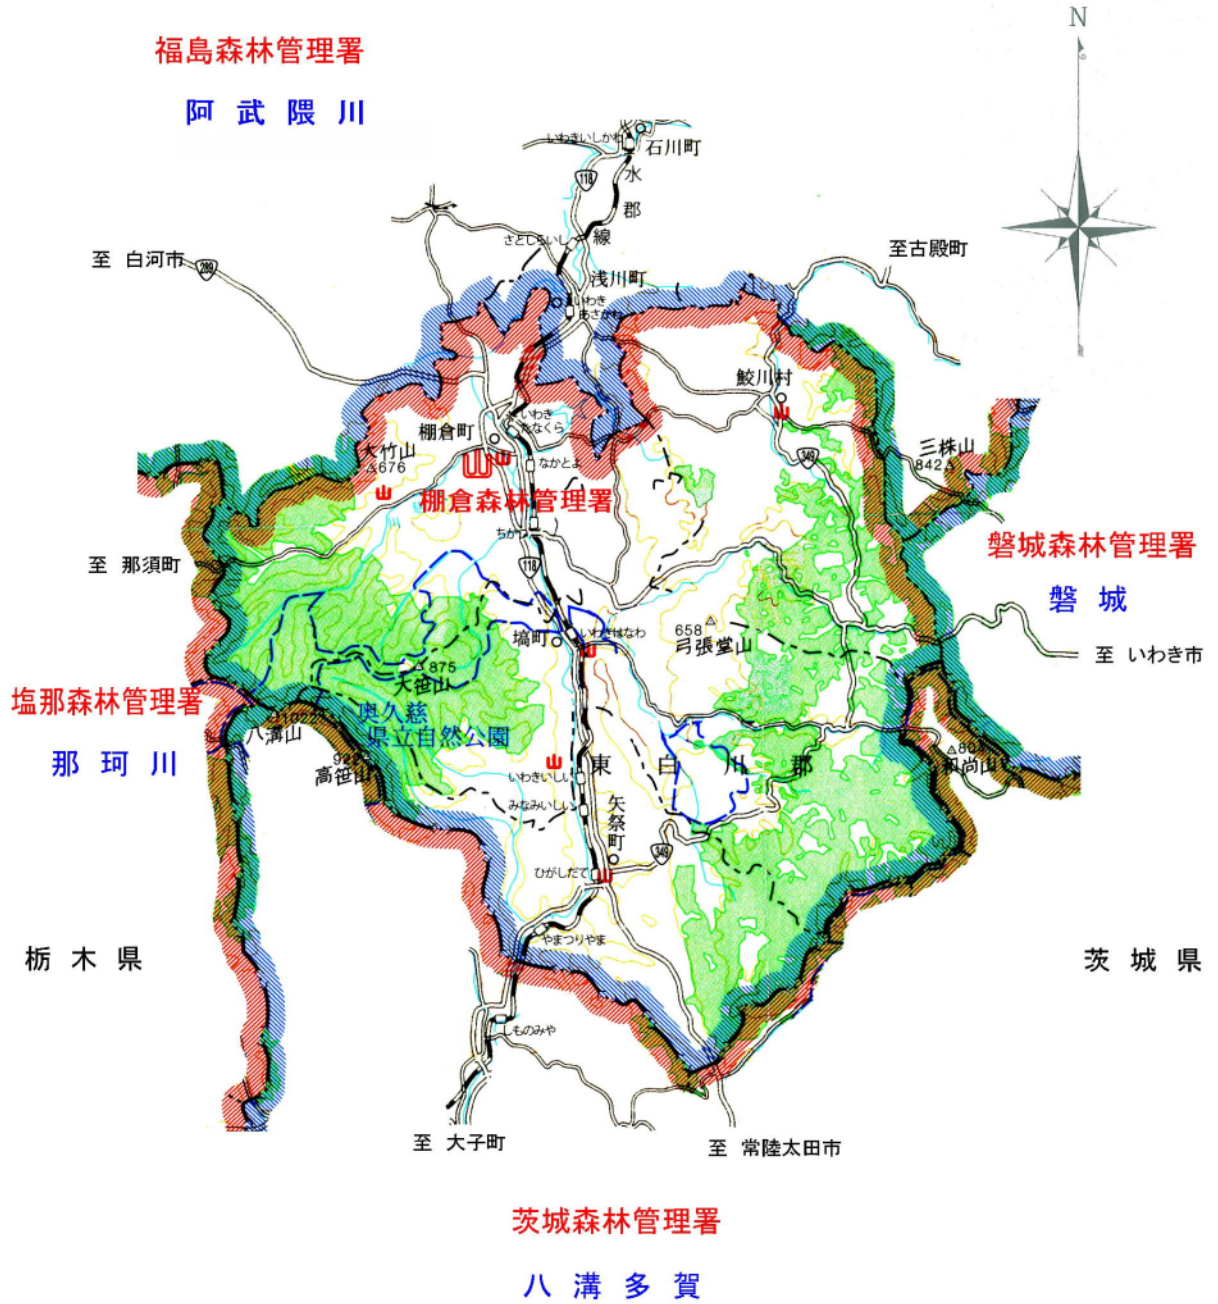 N
福島森林管理署
阿武隈川
いわきいしかわ
石川町
118
水郡線
さとしらいし
至 白河市
289
至古殿町
浅川町
いわき
あさかわ
鮫川村
いわき
たなくら
棚倉町
大竹山
676
なかとよ
三株山
842
349
棚倉森林管理署
ちかつ
磐城森林管理署
至 那須町
118
磐城
658
弓張堂山
いわきはなわ
塙町
至 いわき市
875
大笹山
塩那森林管理署
奥久慈
県立自然公園
1022
八溝山
那珂川
高笹山
和尚山
東白川郡
いわきいしい
みなみいしい
矢祭町
349
ひがしだて
やまつりやま
栃木県
茨城県
しものみや
至 大子町
至 常陸太田市
茨城森林管理署
八溝多賀